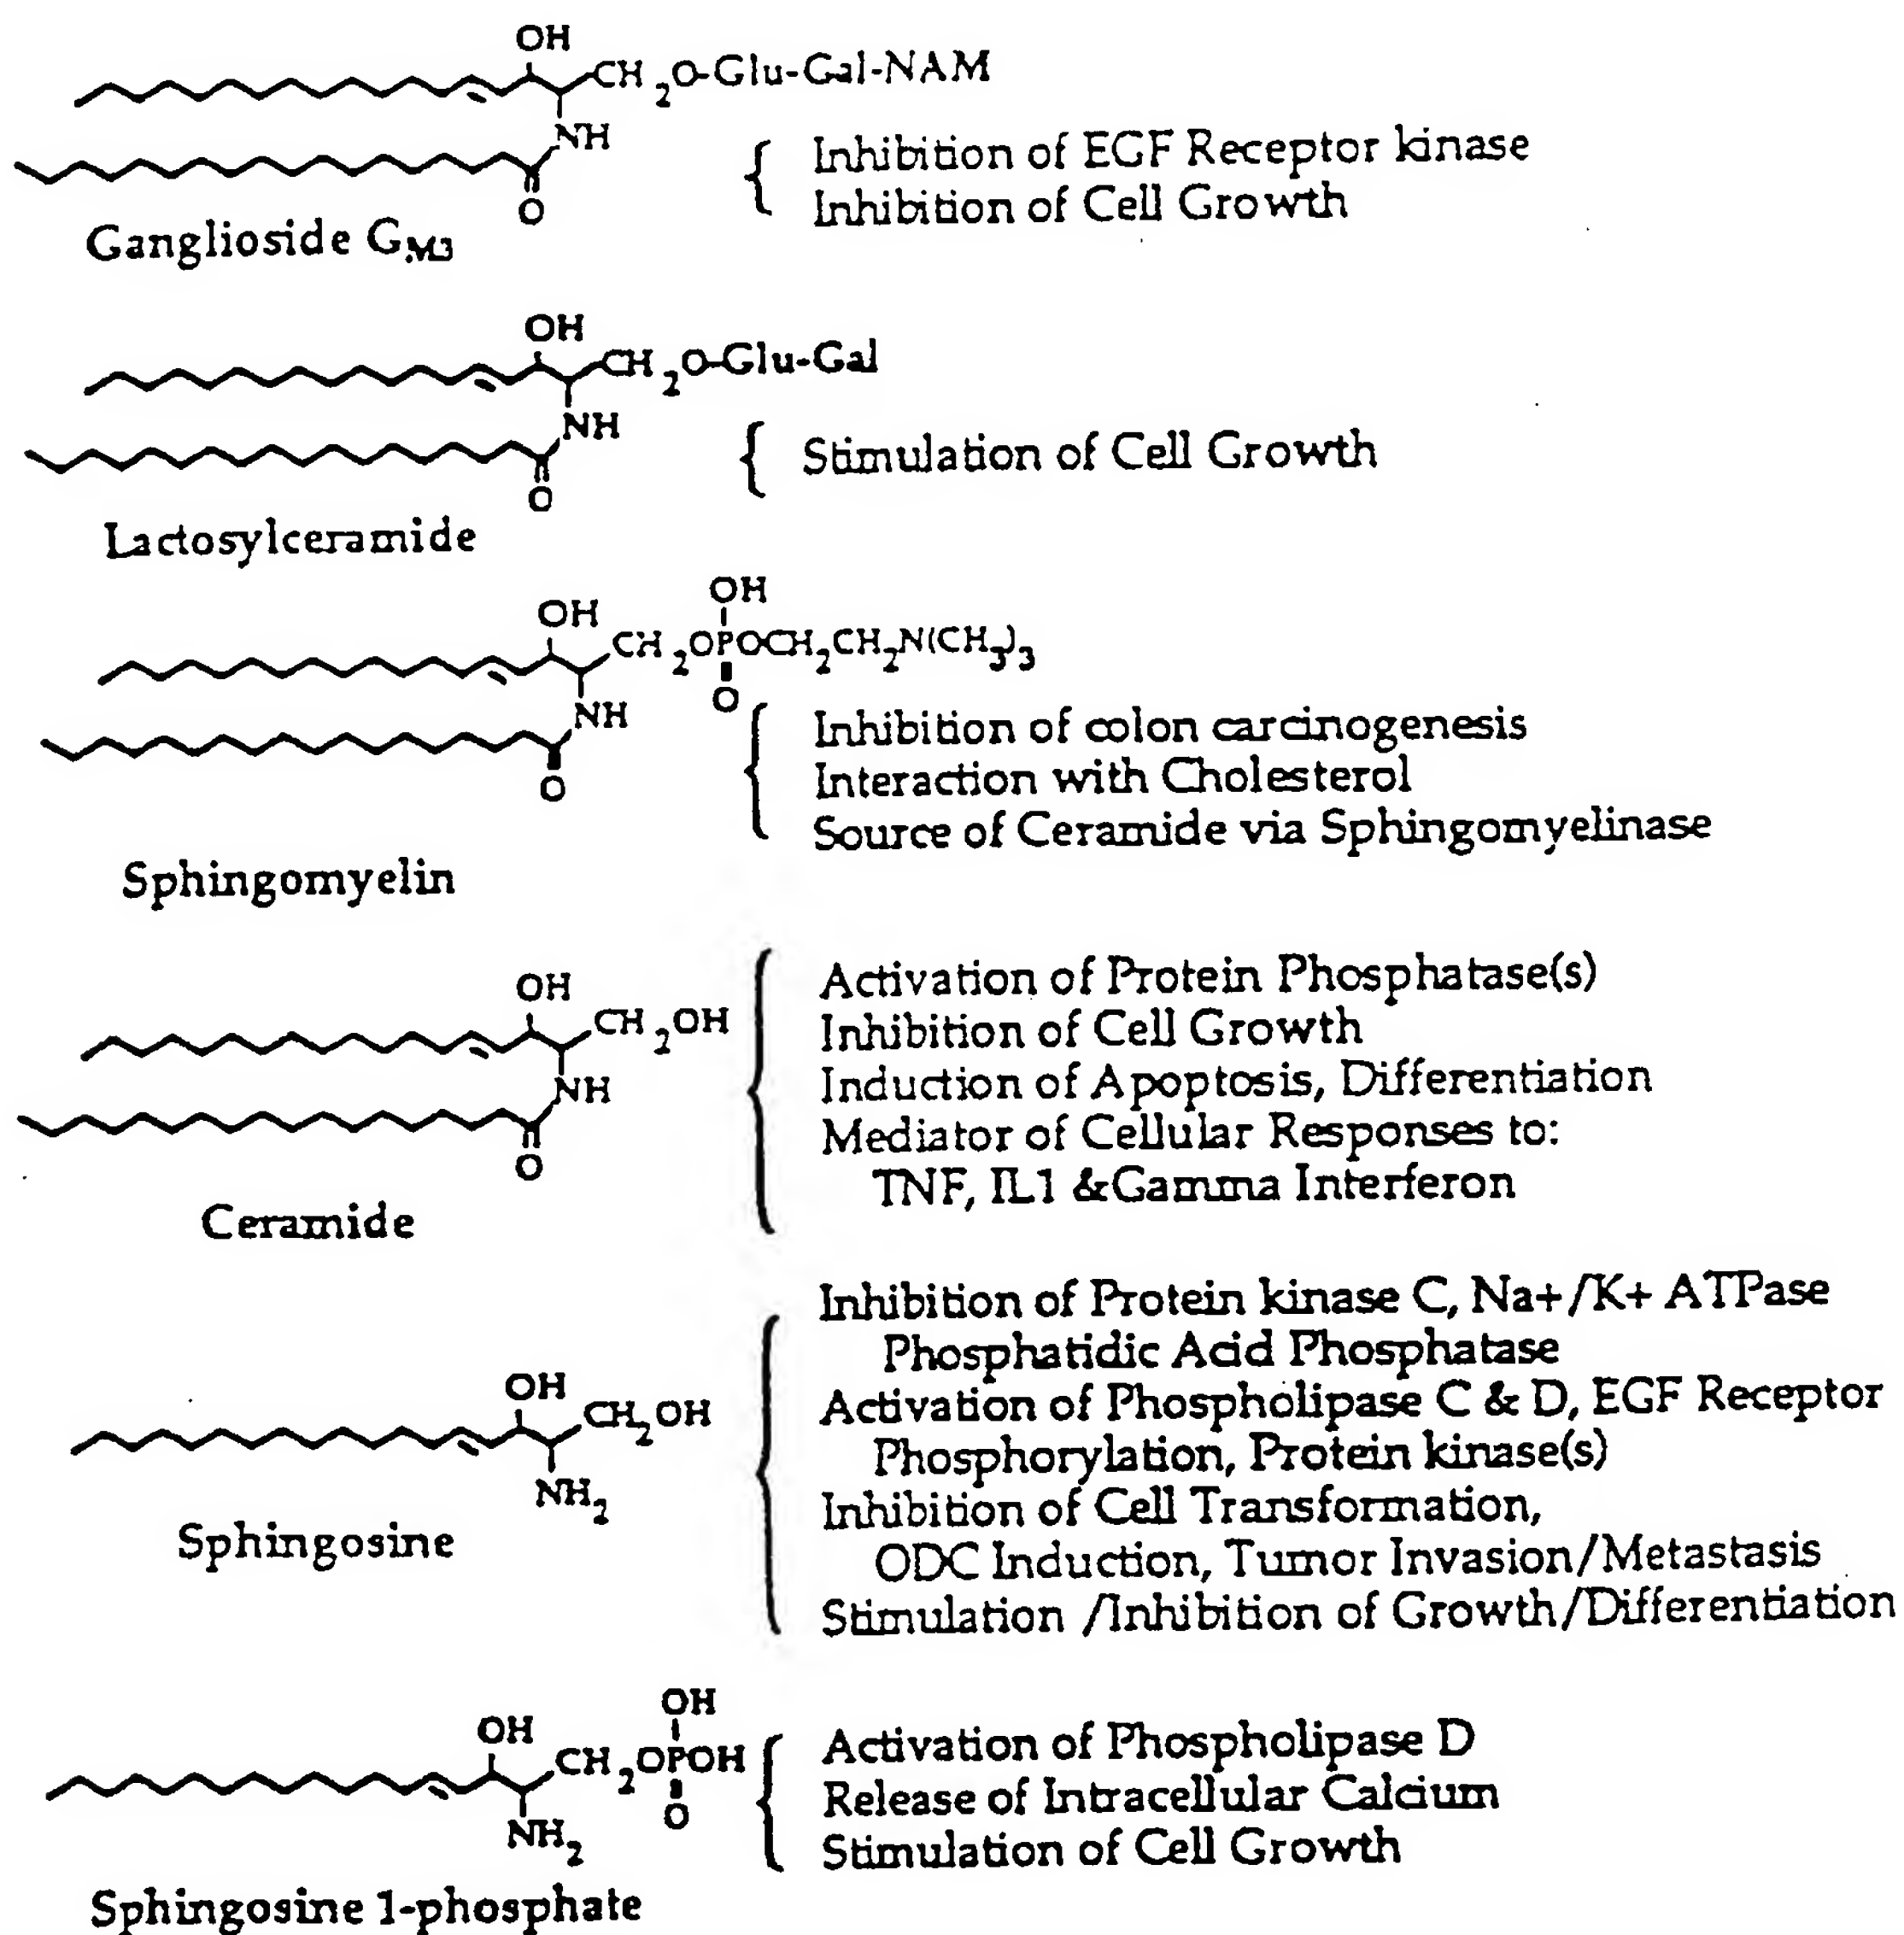 OH
CH2O-Glu-Gal-NAM
NH
O
Inhibition of EGF Receptor kinase
Inhibition of Cell Growth
Ganglioside GM3
OH
CH2O-Glu-Gal
NH
O
Stimulation of Cell Growth
Lactosylceramide
OH
OH
CH2OPOCH2CH2N(CH3)3
O
NH
O
Inhibition of colon carcinogenesis
Interaction with Cholesterol
Source of Ceramide via Sphingomyelinase
Sphingomyelin
OH
CH2OH
NH
O
Activation of Protein Phosphatase(s)
Inhibition of Cell Growth
Induction of Apoptosis, Differentiation
Mediator of Cellular Responses to:
TNF, IL1 &Gamma Interferon
Ceramide
OH
CH2OH
NH2
Inhibition of Protein kinase C, Na+/K+ ATPase
Phosphatidic Acid Phosphatase
Activation of Phospholipase C & D, EGF Receptor
Phosphorylation, Protein kinase(s)
Inhibition of Cell Transformation,
ODC Induction, Tumor Invasion/Metastasis
Stimulation /Inhibition of Growth/Differentiation
Sphingosine
OH
OH
CH2OPOH
O
NH2
Activation of Phospholipase D
Release of Intracellular Calcium
Stimulation of Cell Growth
Sphingosine 1-phosphate